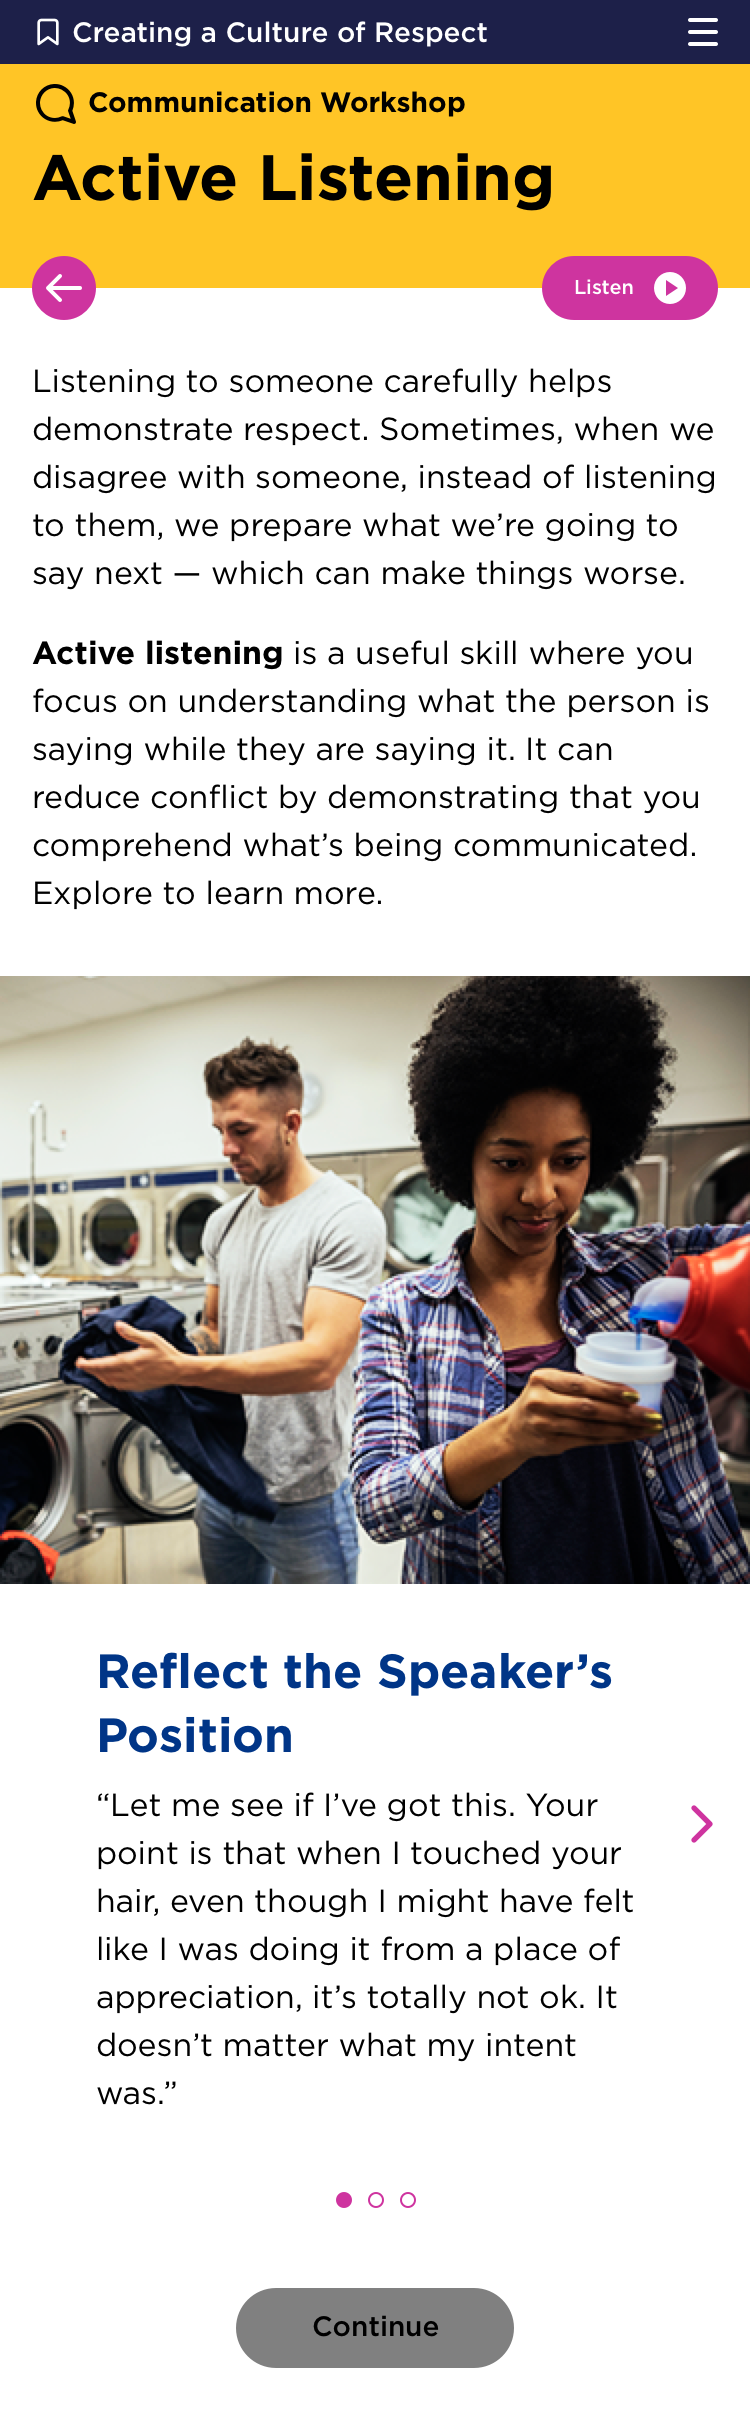 Creating a Culture of Respect
Communication Workshop
Active Listening
Listen
Listening to someone carefully helps
demonstrate respect. Sometimes, when we
disagree with someone, instead of listening
to them, we prepare what we’re going to
say next — which can make things worse.
Active listening is a useful skill where you
focus on understanding what the person is
saying while they are saying it. It can
reduce conflict by demonstrating that you
comprehend what’s being communicated.
Explore to learn more.
Reflect the Speaker’s
Position
“Let me see if I’ve got this. Your
point is that when I touched your
hair, even though I might have felt
like I was doing it from a place of
appreciation, it’s totally not ok. It
doesn’t matter what my intent
was.”
Continue